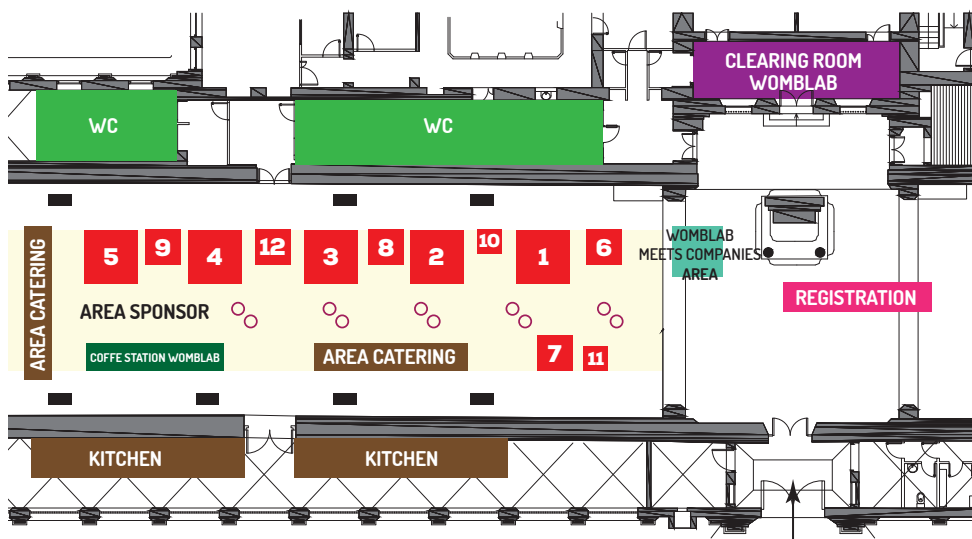 CLEARING ROOM
WOMBLAB
WC
WC
AREA CATERING
5
9
4
12
3
8
2
10
1
6
WOMBLAB
MEETS COMPANIES
AREA
REGISTRATION
AREA SPONSOR
COFFE STATION WOMBLAB
AREA CATERING
7
11
KITCHEN
KITCHEN